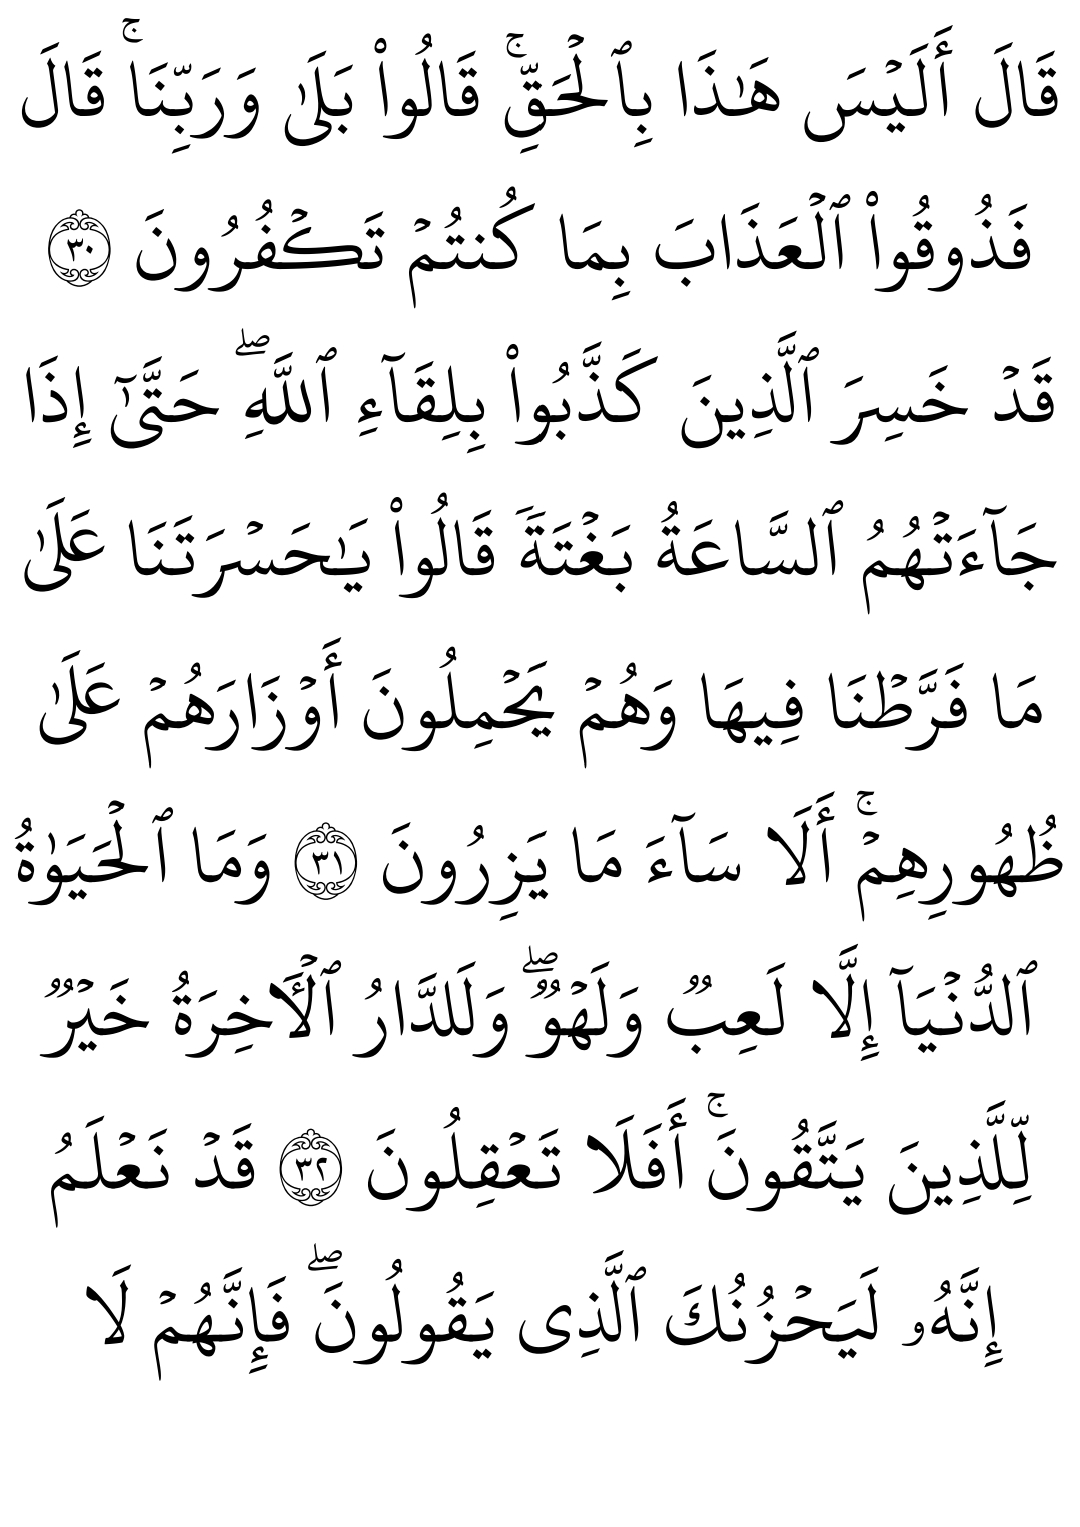 قَالَ أَلَيۡسَ هَٰذَا بِٱلۡحَقِّۚ قَالُوا۟ بَلَىٰ وَرَبِّنَاۚ قَالَ
فَذُوقُوا۟ ٱلۡعَذَابَ بِمَا كُنتُمۡ تَكۡفُرُونَ ۝٣٠
قَدۡ خَسِرَ ٱلَّذِينَ كَذَّبُوا۟ بِلِقَآءِ ٱللَّهِۖ حَتَّىٰٓ إِذَا
جَآءَتۡهُمُ ٱلسَّاعَةُ بَغۡتَةࣰ قَالُوا۟ يَٰحَسۡرَتَنَا عَلَىٰ
مَا فَرَّطۡنَا فِيهَا وَهُمۡ يَحۡمِلُونَ أَوۡزَارَهُمۡ عَلَىٰ
ظُهُورِهِمۡۚ أَلَا سَآءَ مَا يَزِرُونَ ۝٣١ وَمَا ٱلۡحَيَوٰةُ
ٱلدُّنۡيَآ إِلَّا لَعِبࣱ وَلَهۡوࣱۖ وَلَلدَّارُ ٱلۡأَٓخِرَةُ خَيۡرࣱ
لِّلَّذِينَ يَتَّقُونَۚ أَفَلَا تَعۡقِلُونَ ۝٣٢ قَدۡ نَعۡلَمُ
إِنَّهُۥ لَيَحۡزُنُكَ ٱلَّذِى يَقُولُونَۖ فَإِنَّهُمۡ لَا